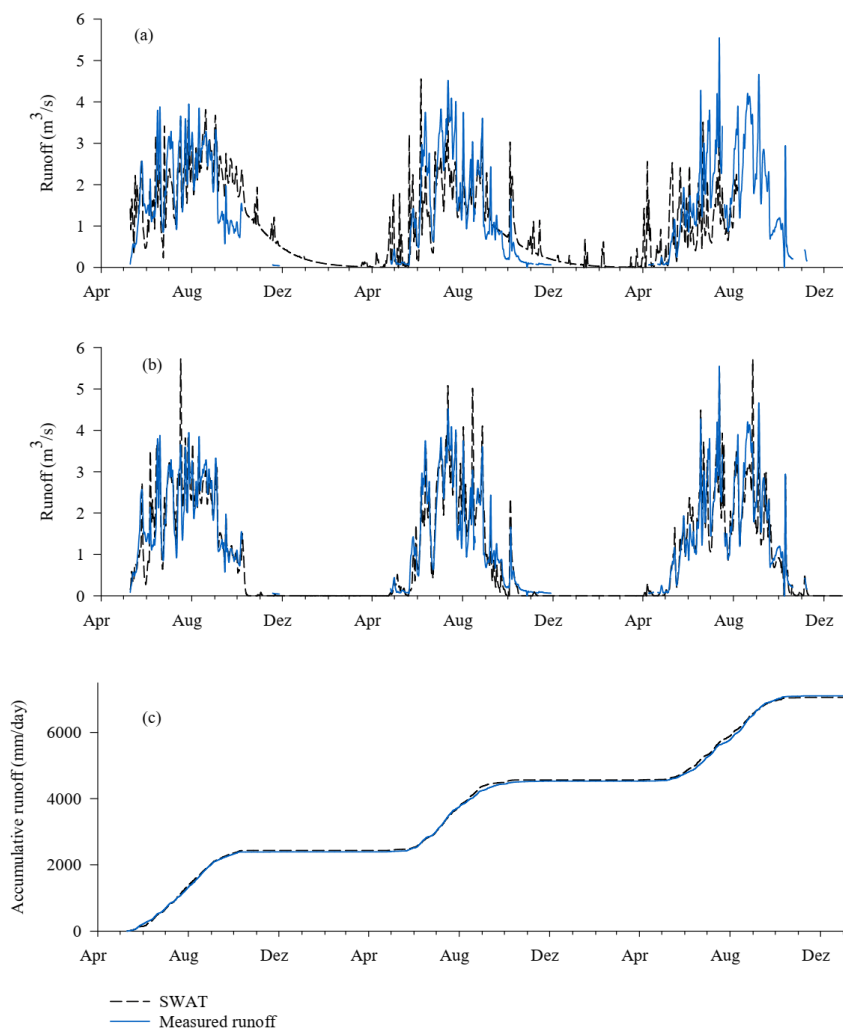 (a)
Runoff (m³/s)
6
5
4
3
2
1
0
Apr Aug Dez Apr Aug Dez Apr Aug Dez
(b)
Runoff (m³/s)
6
5
4
3
2
1
0
Apr Aug Dez Apr Aug Dez Apr Aug Dez
(c)
Accumulative runoff (mm/day)
6000
4000
2000
0
Apr Aug Dez Apr Aug Dez Apr Aug Dez
SWAT
Measured runoff